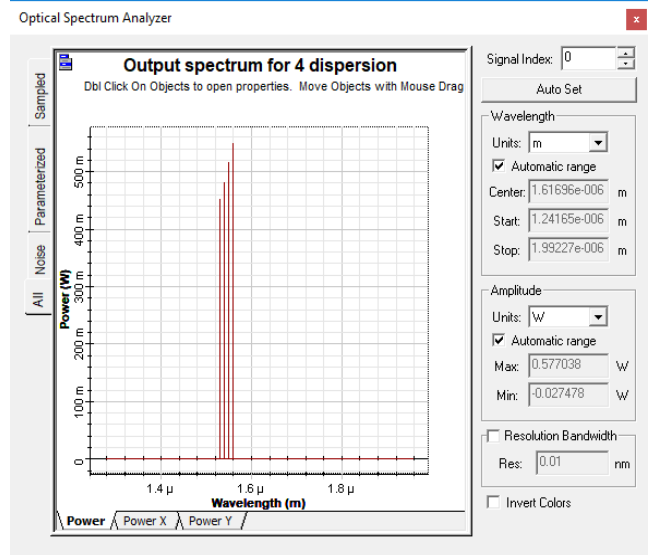 Optical Spectrum Analyzer
x
Sampled
Parameterized
Noise
All
Output spectrum for 4 dispersion
Dbl Click On Objects to open properties. Move Objects with Mouse Drag
Power (W)
500 m
400 m
300 m
200 m
100 m
0
1.4 µ
1.6 µ
1.8 µ
Wavelength (m)
Power
Power X
Power Y
Signal Index: 0
Auto Set
Wavelength
Units: m
Automatic range
Center: 1.61696e-006 m
Start: 1.24165e-006 m
Stop: 1.99227e-006 m
Amplitude
Units: W
Automatic range
Max: 0.577038 W
Min: -0.027478 W
Resolution Bandwidth
Res: 0.01 nm
Invert Colors